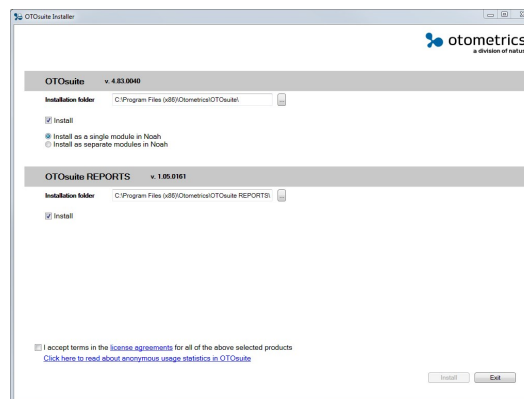 OTOsuite Installer
otometrics
a division of natus
OTOsuite v. 4.83.0040
Installation folder C:\Program Files (x86)\Otometrics\OTOsuite\ ...
Install
Install as a single module in Noah
Install as separate modules in Noah
OTOsuite REPORTS v. 1.05.0161
Installation folder C:\Program Files (x86)\Otometrics\OTOsuite REPORTS\ ...
Install
I accept terms in the license agreements for all of the above selected products
Click here to read about anonymous usage statistics in OTOsuite
Install Exit